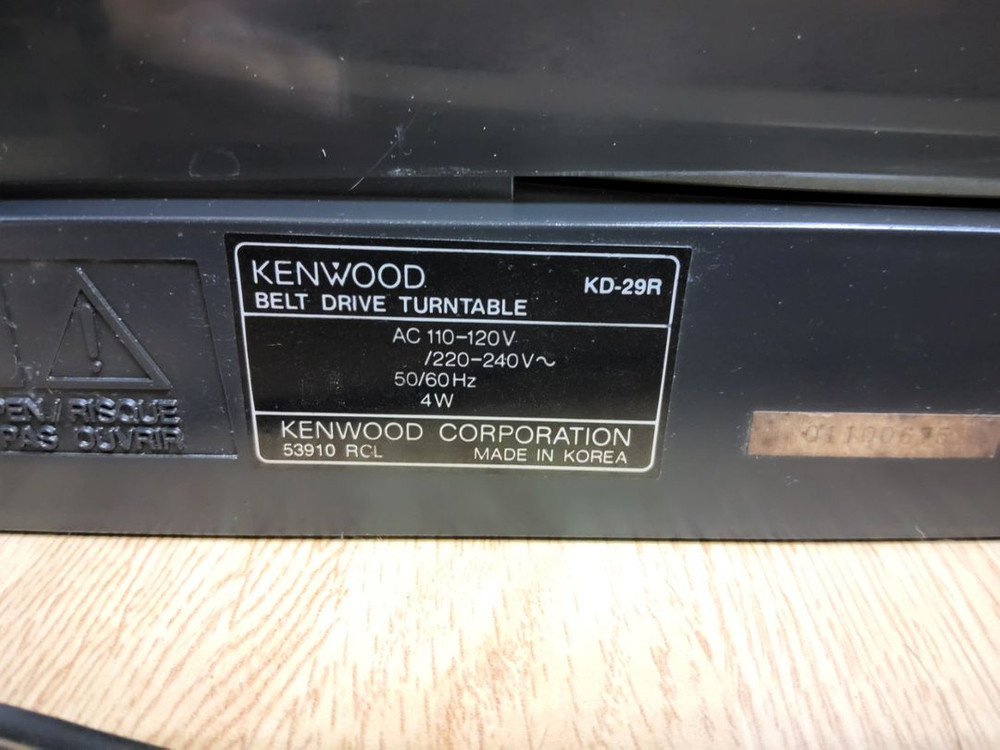 KENWOOD
KD-29R
BELT DRIVE TURNTABLE
AC 110-120V
/220-240V~
50/60Hz
4W
KENWOOD CORPORATION
53910 RCL
MADE IN KOREA
RISQUE
PAS OUVRIR